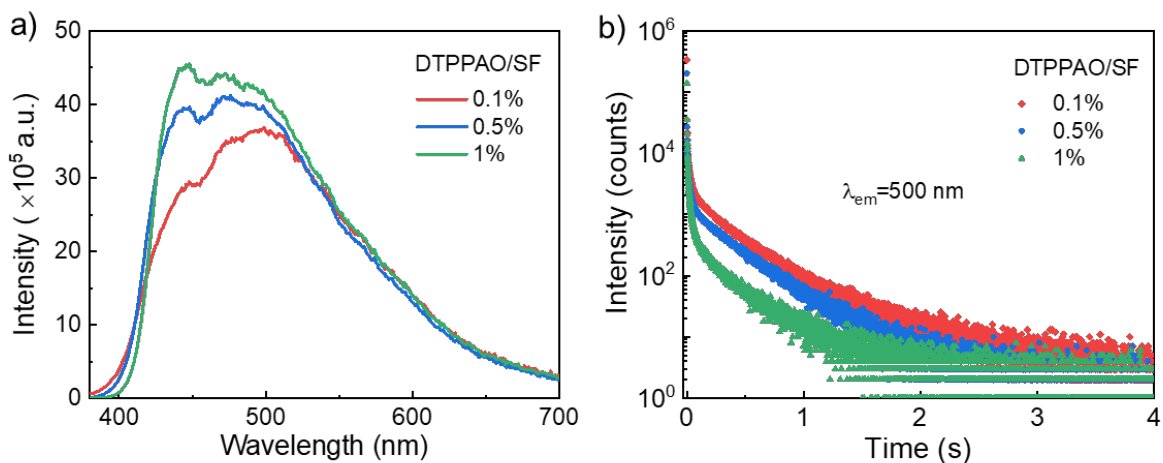 a)
Intensity ( ×10⁵ a.u.)
50
40
30
20
10
0
400
500
600
700
Wavelength (nm)
DTPPAO/SF
0.1%
0.5%
1%
b)
Intensity (counts)
10⁶
10⁴
10²
10⁰
0
1
2
3
4
Time (s)
DTPPAO/SF
0.1%
0.5%
1%
λem=500 nm